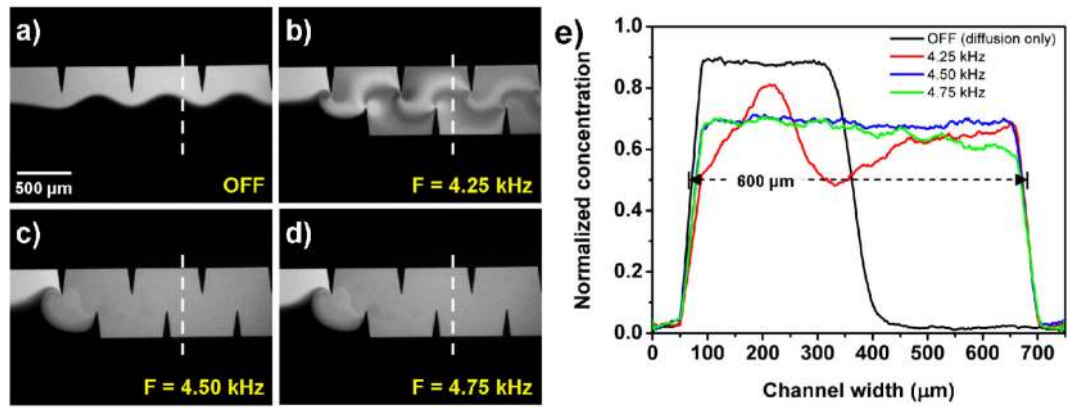 a)
500 µm
OFF
b)
F = 4.25 kHz
c)
F = 4.50 kHz
d)
F = 4.75 kHz
e)
Normalized concentration
1.0
0.8
0.6
0.4
0.2
0.0
OFF (diffusion only)
4.25 kHz
4.50 kHz
4.75 kHz
600 µm
0 100 200 300 400 500 600 700
Channel width (µm)